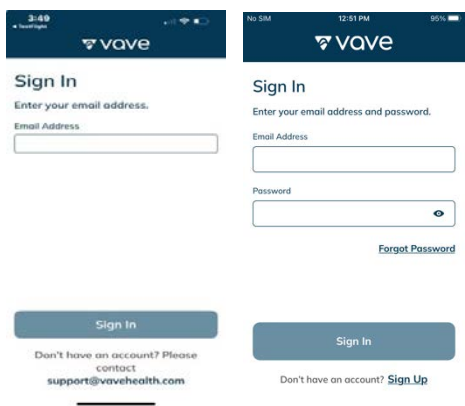 3:49
TestFlight
vave
Sign In
Enter your email address.
Email Address
Sign In
Don't have an account? Please
contact
support@vavehealth.com
No SIM 12:51 PM 95%
vave
Sign In
Enter your email address and password.
Email Address
Password
Forgot Password
Sign In
Don't have an account? Sign Up